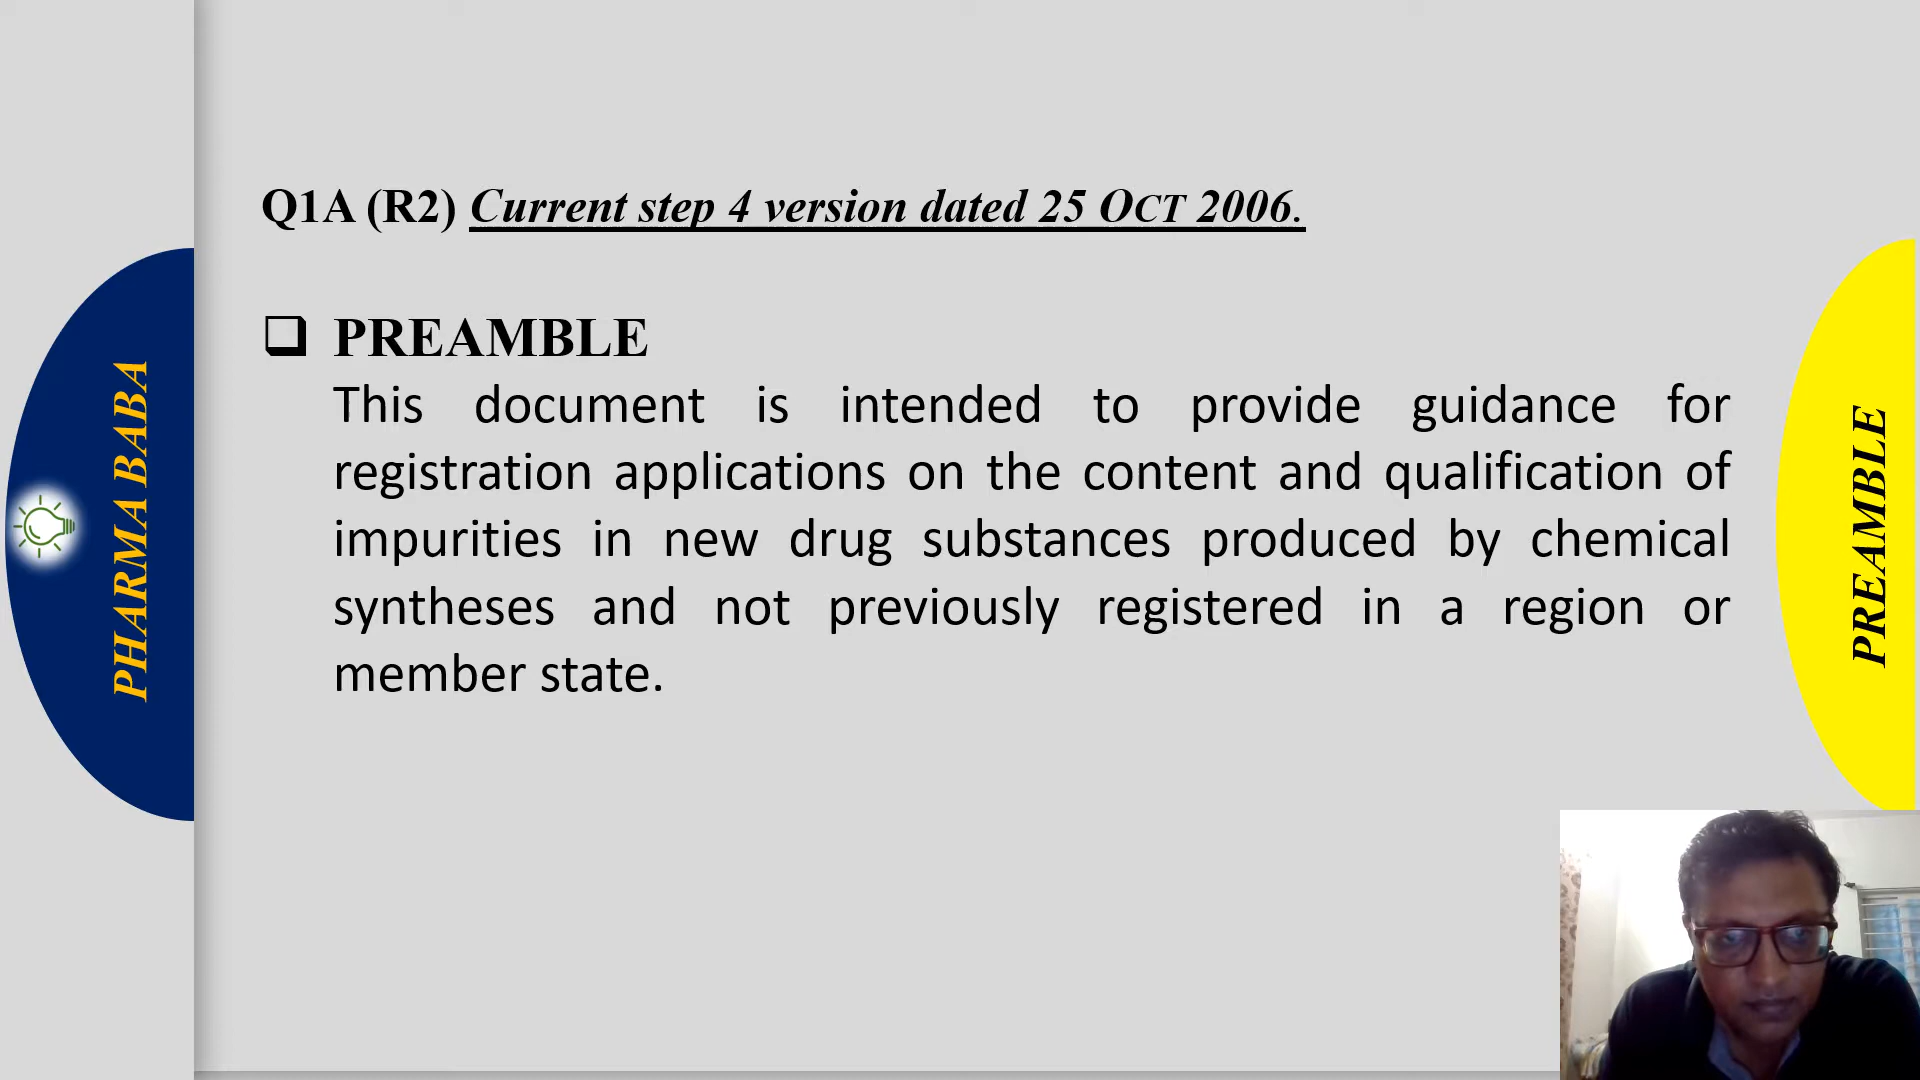 Q1A (R2) Current step 4 version dated 25 OCT 2006.
PREAMBLE
This document is intended to provide guidance for
registration applications on the content and qualification of
impurities in new drug substances produced by chemical
syntheses and not previously registered in a region or
member state.
PHARMA BABA
PREAMBLE